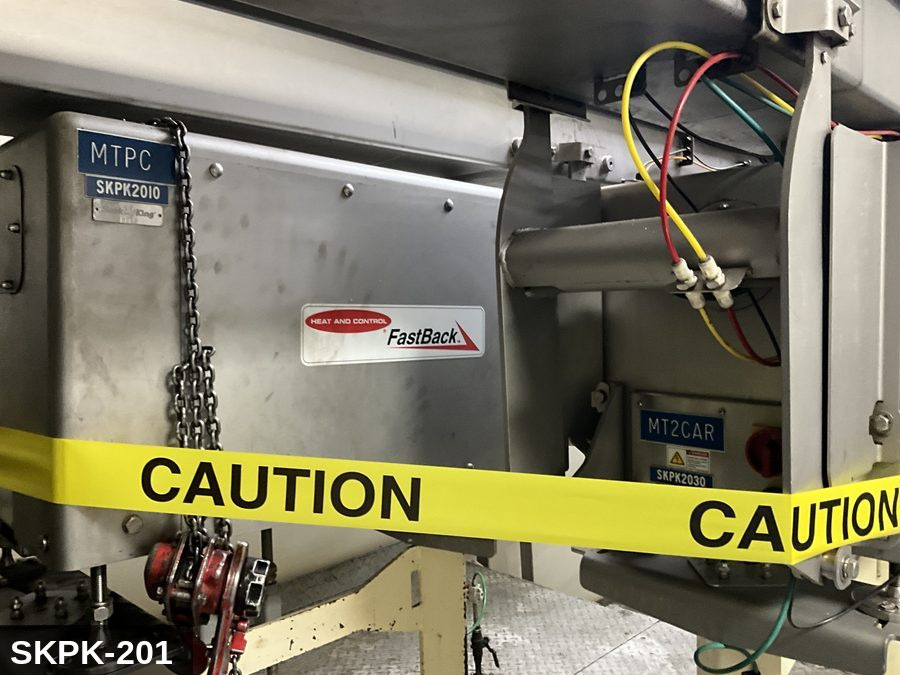 MTPC
SKPK2010
HEAT AND CONTROL
FastBack
MT2CAR
SKPK2030
CAUTION
CAUTION
SKPK-201